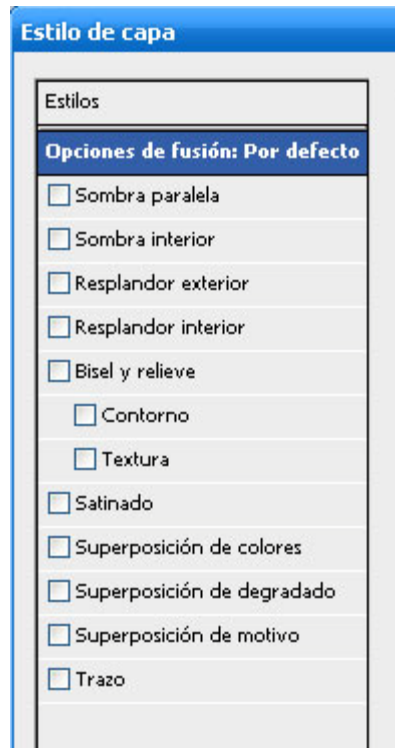 Estilo de capa
Estilos
Opciones de fusión: Por defecto
Sombra paralela
Sombra interior
Resplandor exterior
Resplandor interior
Bisel y relieve
Contorno
Textura
Satinado
Superposición de colores
Superposición de degradado
Superposición de motivo
Trazo